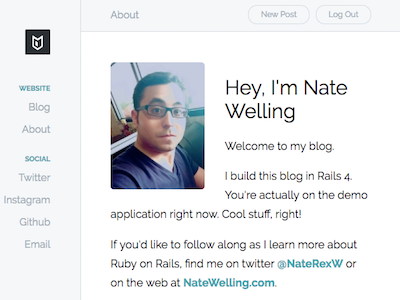 About
New Post
Log Out
WEBSITE
Blog
About
SOCIAL
Twitter
Instagram
Github
Email
Hey, I'm Nate
Welling
Welcome to my blog.
I build this blog in Rails 4.
You're actually on the demo
application right now. Cool stuff, right!
If you'd like to follow along as I learn more about
Ruby on Rails, find me on twitter @NateRexW or
on the web at NateWelling.com.